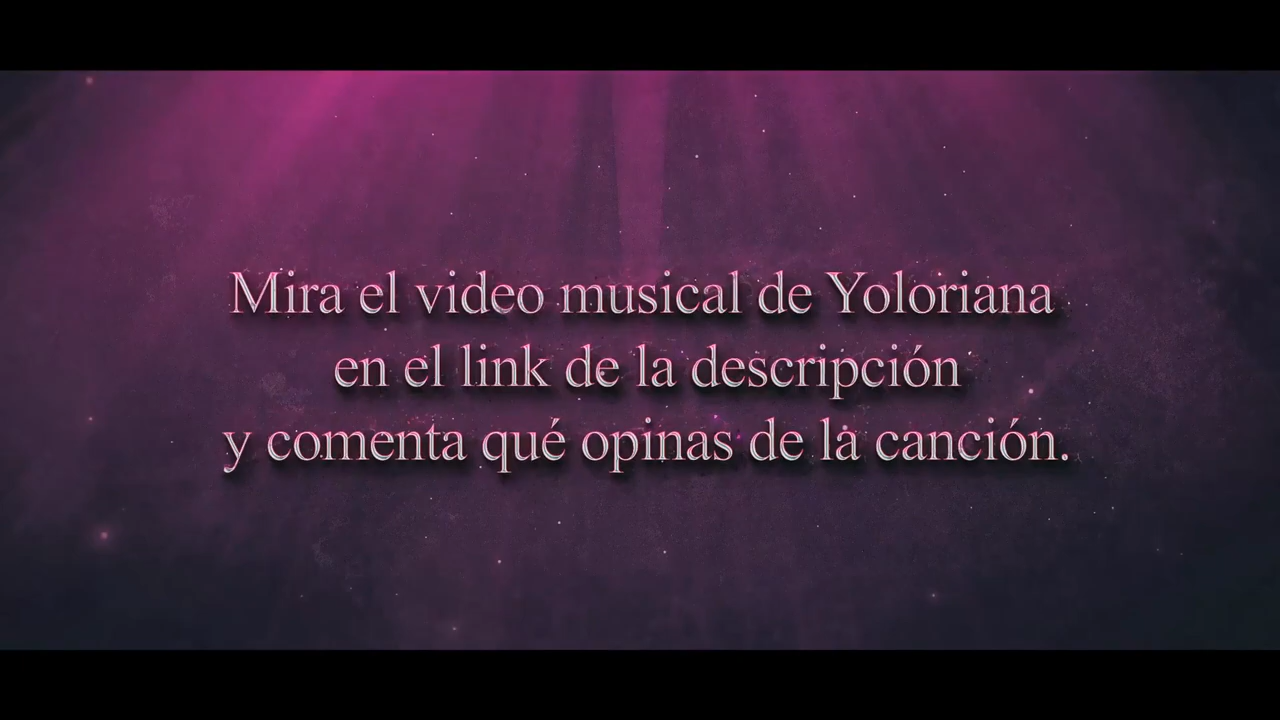 Mira el video musical de Yoloriana
en el link de la descripción
y comenta qué opinas de la canción.